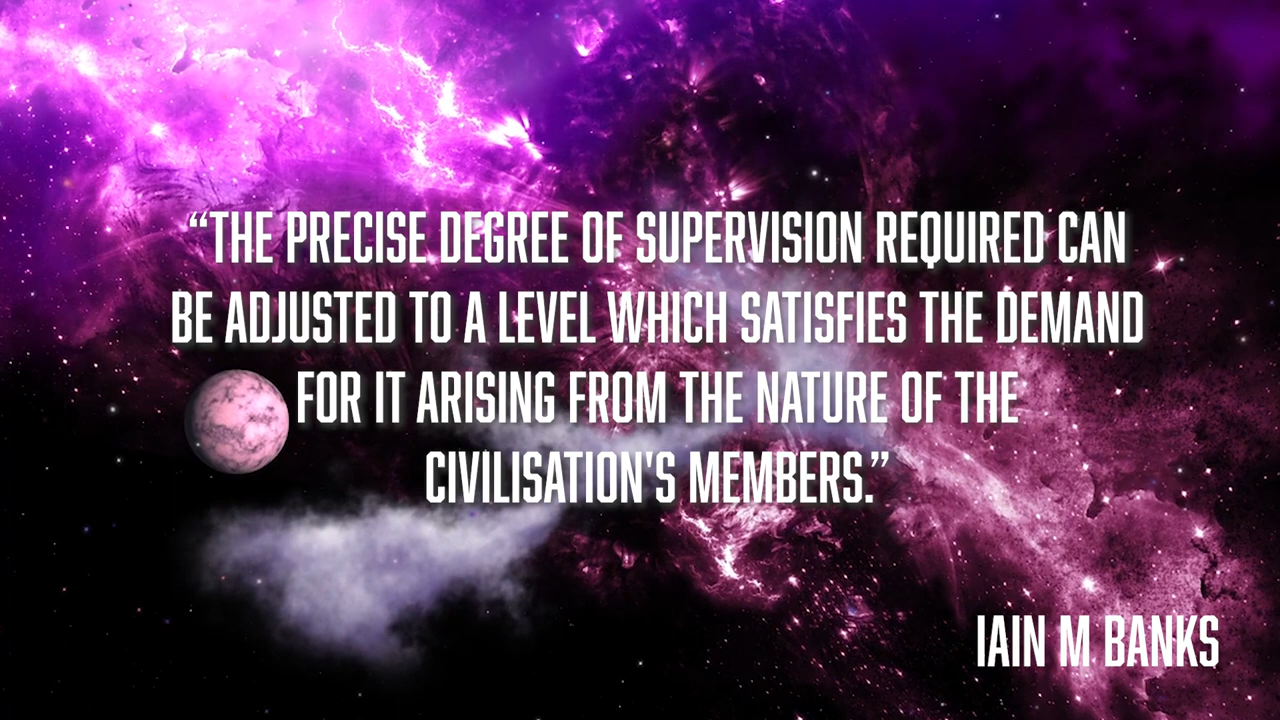 “THE PRECISE DEGREE OF SUPERVISION REQUIRED CAN
BE ADJUSTED TO A LEVEL WHICH SATISFIES THE DEMAND
FOR IT ARISING FROM THE NATURE OF THE
CIVILISATION'S MEMBERS.”
IAIN M BANKS